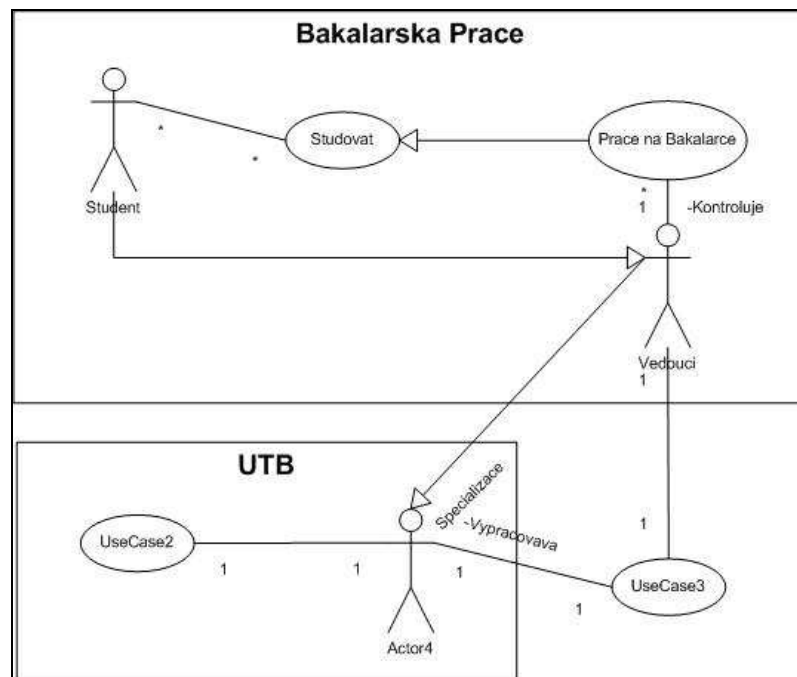 Bakalarska Prace
Studovat
Prace na Bakalarce
*
*
Student
*
1
-Kontroluje
Vedouci
1
UTB
Specializace
-Vypracovava
UseCase2
1
1
1
1
1
UseCase3
Actor4